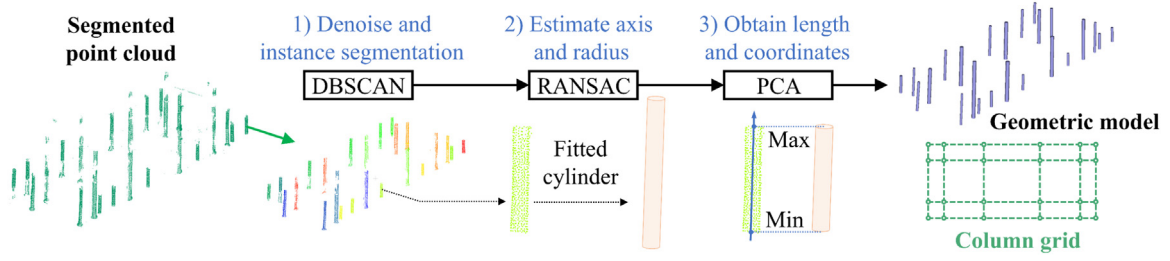 Segmented
point cloud
1) Denoise and
instance segmentation
DBSCAN
2) Estimate axis
and radius
RANSAC
Fitted
cylinder
3) Obtain length
and coordinates
PCA
Max
Min
Geometric model
Column grid